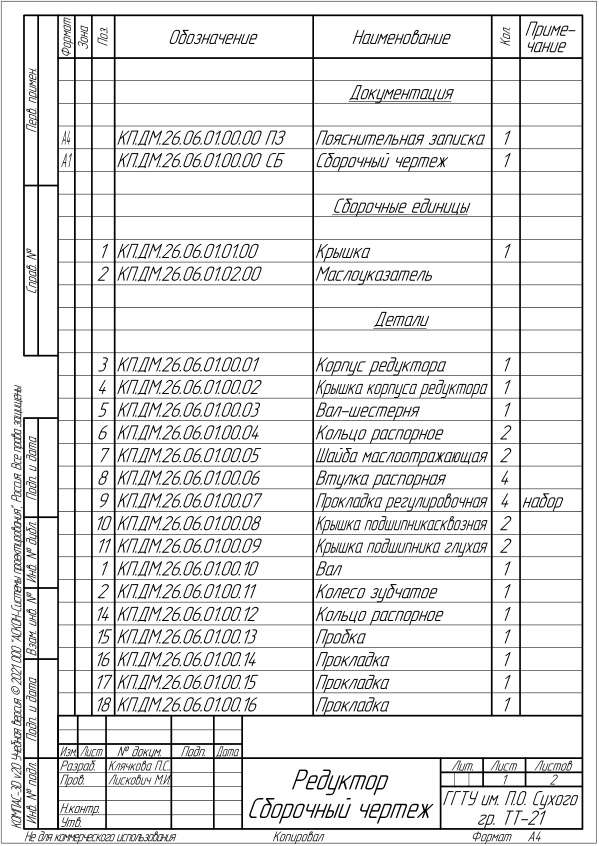 Формат Зона Поз. Обозначение Наименование Кол. Приме-
чание
Документация
А4 КП.ДМ.26.06.01.00.00 ПЗ Пояснительная записка 1
А1 КП.ДМ.26.06.01.00.00 СБ Сборочный чертеж 1
Сборочные единицы
1 КП.ДМ.26.06.01.01.00 Крышка 1
2 КП.ДМ.26.06.01.02.00 Маслоуказатель
Детали
3 КП.ДМ.26.06.01.00.01 Корпус редуктора 1
4 КП.ДМ.26.06.01.00.02 Крышка корпуса редуктора 1
5 КП.ДМ.26.06.01.00.03 Вал-шестерня 1
6 КП.ДМ.26.06.01.00.04 Кольцо распорное 2
7 КП.ДМ.26.06.01.00.05 Шайба маслоотражающая 2
8 КП.ДМ.26.06.01.00.06 Втулка распорная 4
9 КП.ДМ.26.06.01.00.07 Прокладка регулировочная 4 набор
10 КП.ДМ.26.06.01.00.08 Крышка подшипникасквозная 2
11 КП.ДМ.26.06.01.00.09 Крышка подшипника глухая 2
1 КП.ДМ.26.06.01.00.10 Вал 1
2 КП.ДМ.26.06.01.00.11 Колесо зубчатое 1
14 КП.ДМ.26.06.01.00.12 Кольцо распорное 1
15 КП.ДМ.26.06.01.00.13 Пробка 1
16 КП.ДМ.26.06.01.00.14 Прокладка 1
17 КП.ДМ.26.06.01.00.15 Прокладка 1
18 КП.ДМ.26.06.01.00.16 Прокладка 1
Перв. примен.
Справ. №
Подп. и дата
Инв. № дубл.
Взам. инв. №
Подп. и дата
Инв. № подл.
КОМПАС-3D v20 Учебная версия © 2021 ООО "АСКОН-Системы проектирования", Россия. Все права защищены.
Изм. Лист № докум. Подп. Дата
Разраб. Клячкова П.С.
Пров. Лискович М.И.
Н.контр.
Утв.
Редуктор
Сборочный чертеж
Лит. Лист Листов
1 2
ГГТУ им. П.О. Сухого
гр. ТТ-21
Не для коммерческого использования Копировал Формат А4